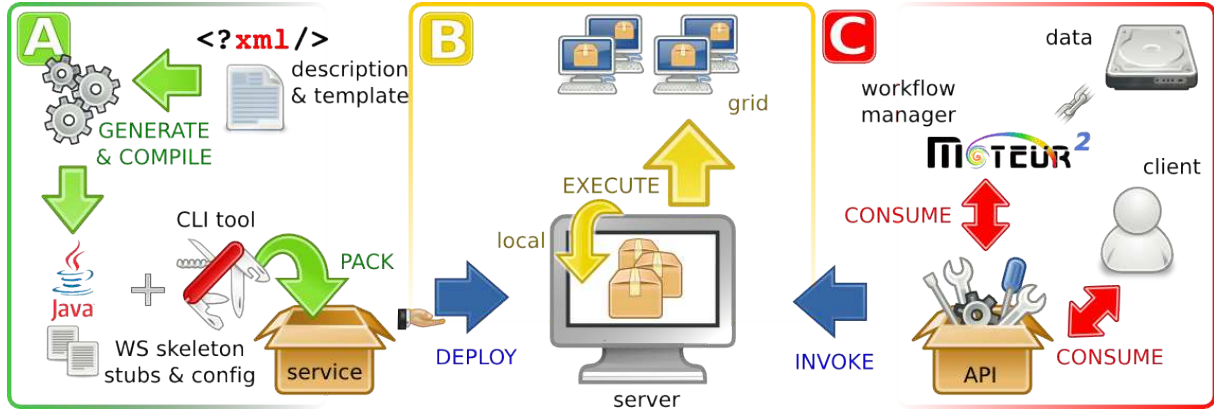 A
<?xml/>
description
& template
GENERATE
& COMPILE
CLI tool
PACK
Java
WS skeleton
stubs & config
service
B
grid
EXECUTE
local
DEPLOY
server
INVOKE
C
data
workflow
manager
MOTEUR2
client
CONSUME
API
CONSUME